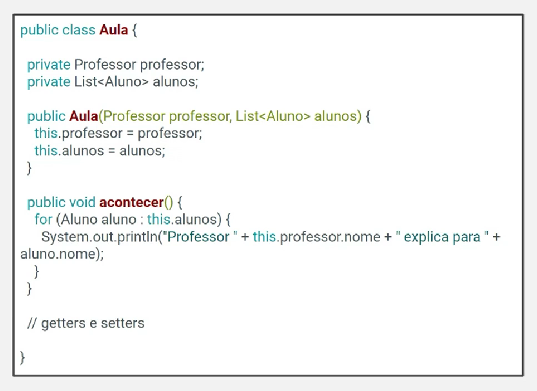 public class Aula {
private Professor professor;
private List<Aluno> alunos;
public Aula(Professor professor, List<Aluno> alunos) {
this.professor = professor;
this.alunos = alunos;
}
public void acontecer() {
for (Aluno aluno : this.alunos) {
System.out.println("Professor " + this.professor.nome + " explica para " +
aluno.nome);
}
}
// getters e setters
}